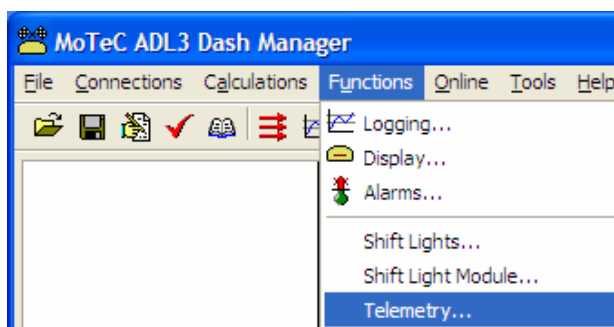 MoTeC ADL3 Dash Manager
File Connections Calculations Functions Online Tools Help
Logging...
Display...
Alarms...
Shift Lights...
Shift Light Module...
Telemetry...